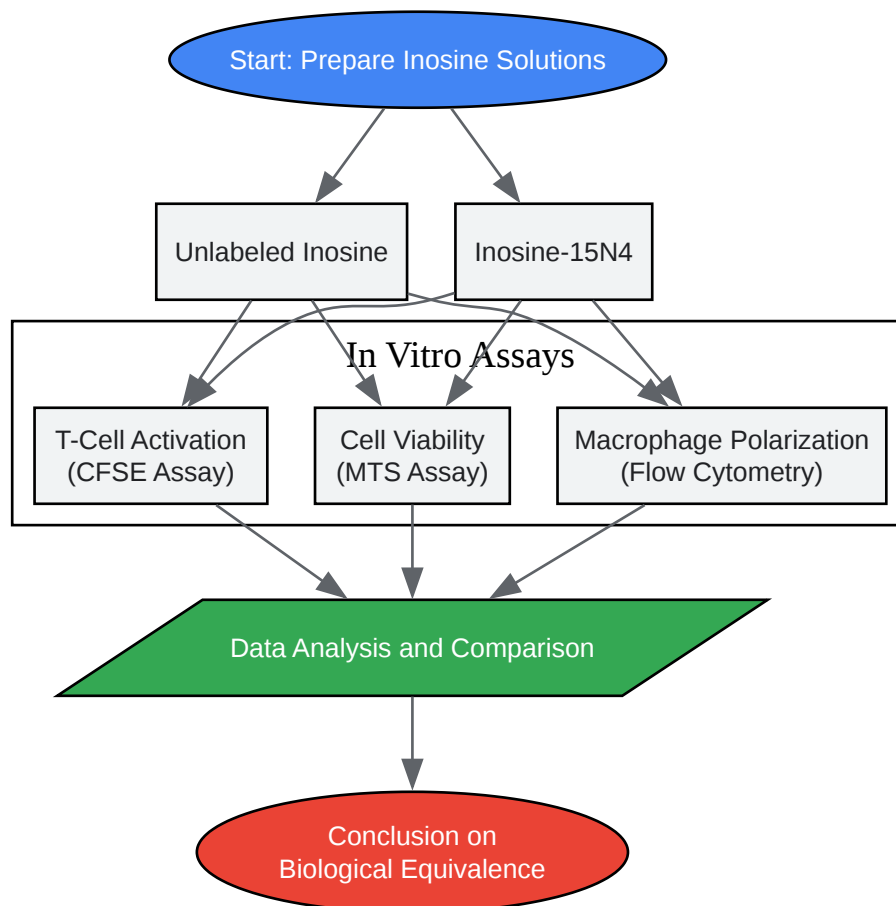 Start: Prepare Inosine Solutions
Unlabeled Inosine
Inosine-15N4
In Vitro Assays
T-Cell Activation
(CFSE Assay)
Cell Viability
(MTS Assay)
Macrophage Polarization
(Flow Cytometry)
Data Analysis and Comparison
Conclusion on
Biological Equivalence